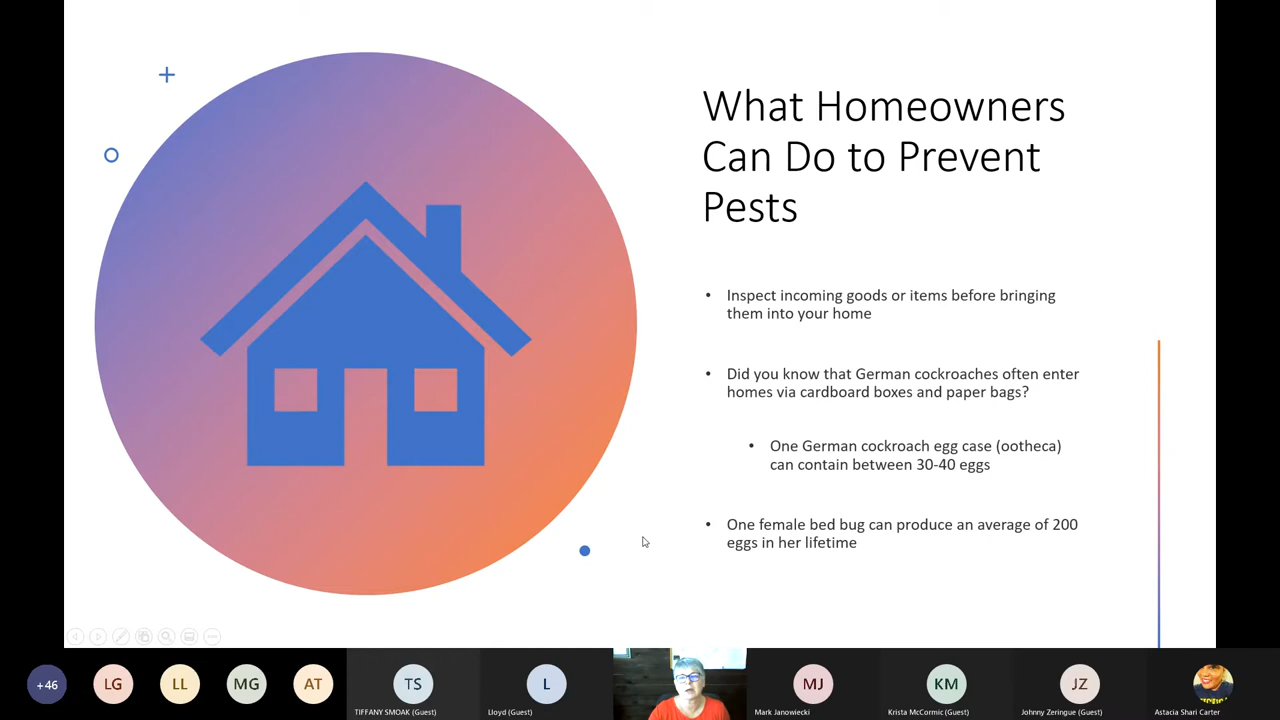 What Homeowners
Can Do to Prevent
Pests
• Inspect incoming goods or items before bringing
them into your home
• Did you know that German cockroaches often enter
homes via cardboard boxes and paper bags?
• One German cockroach egg case (ootheca)
can contain between 30-40 eggs
• One female bed bug can produce an average of 200
eggs in her lifetime
+46
LG
LL
MG
AT
TS
TIFFANY SMOAK (Guest)
L
Lloyd (Guest)
MJ
Mark Janowiecki
KM
Krista McCormic (Guest)
JZ
Johnny Zeringue (Guest)
Astacia Shari Carter